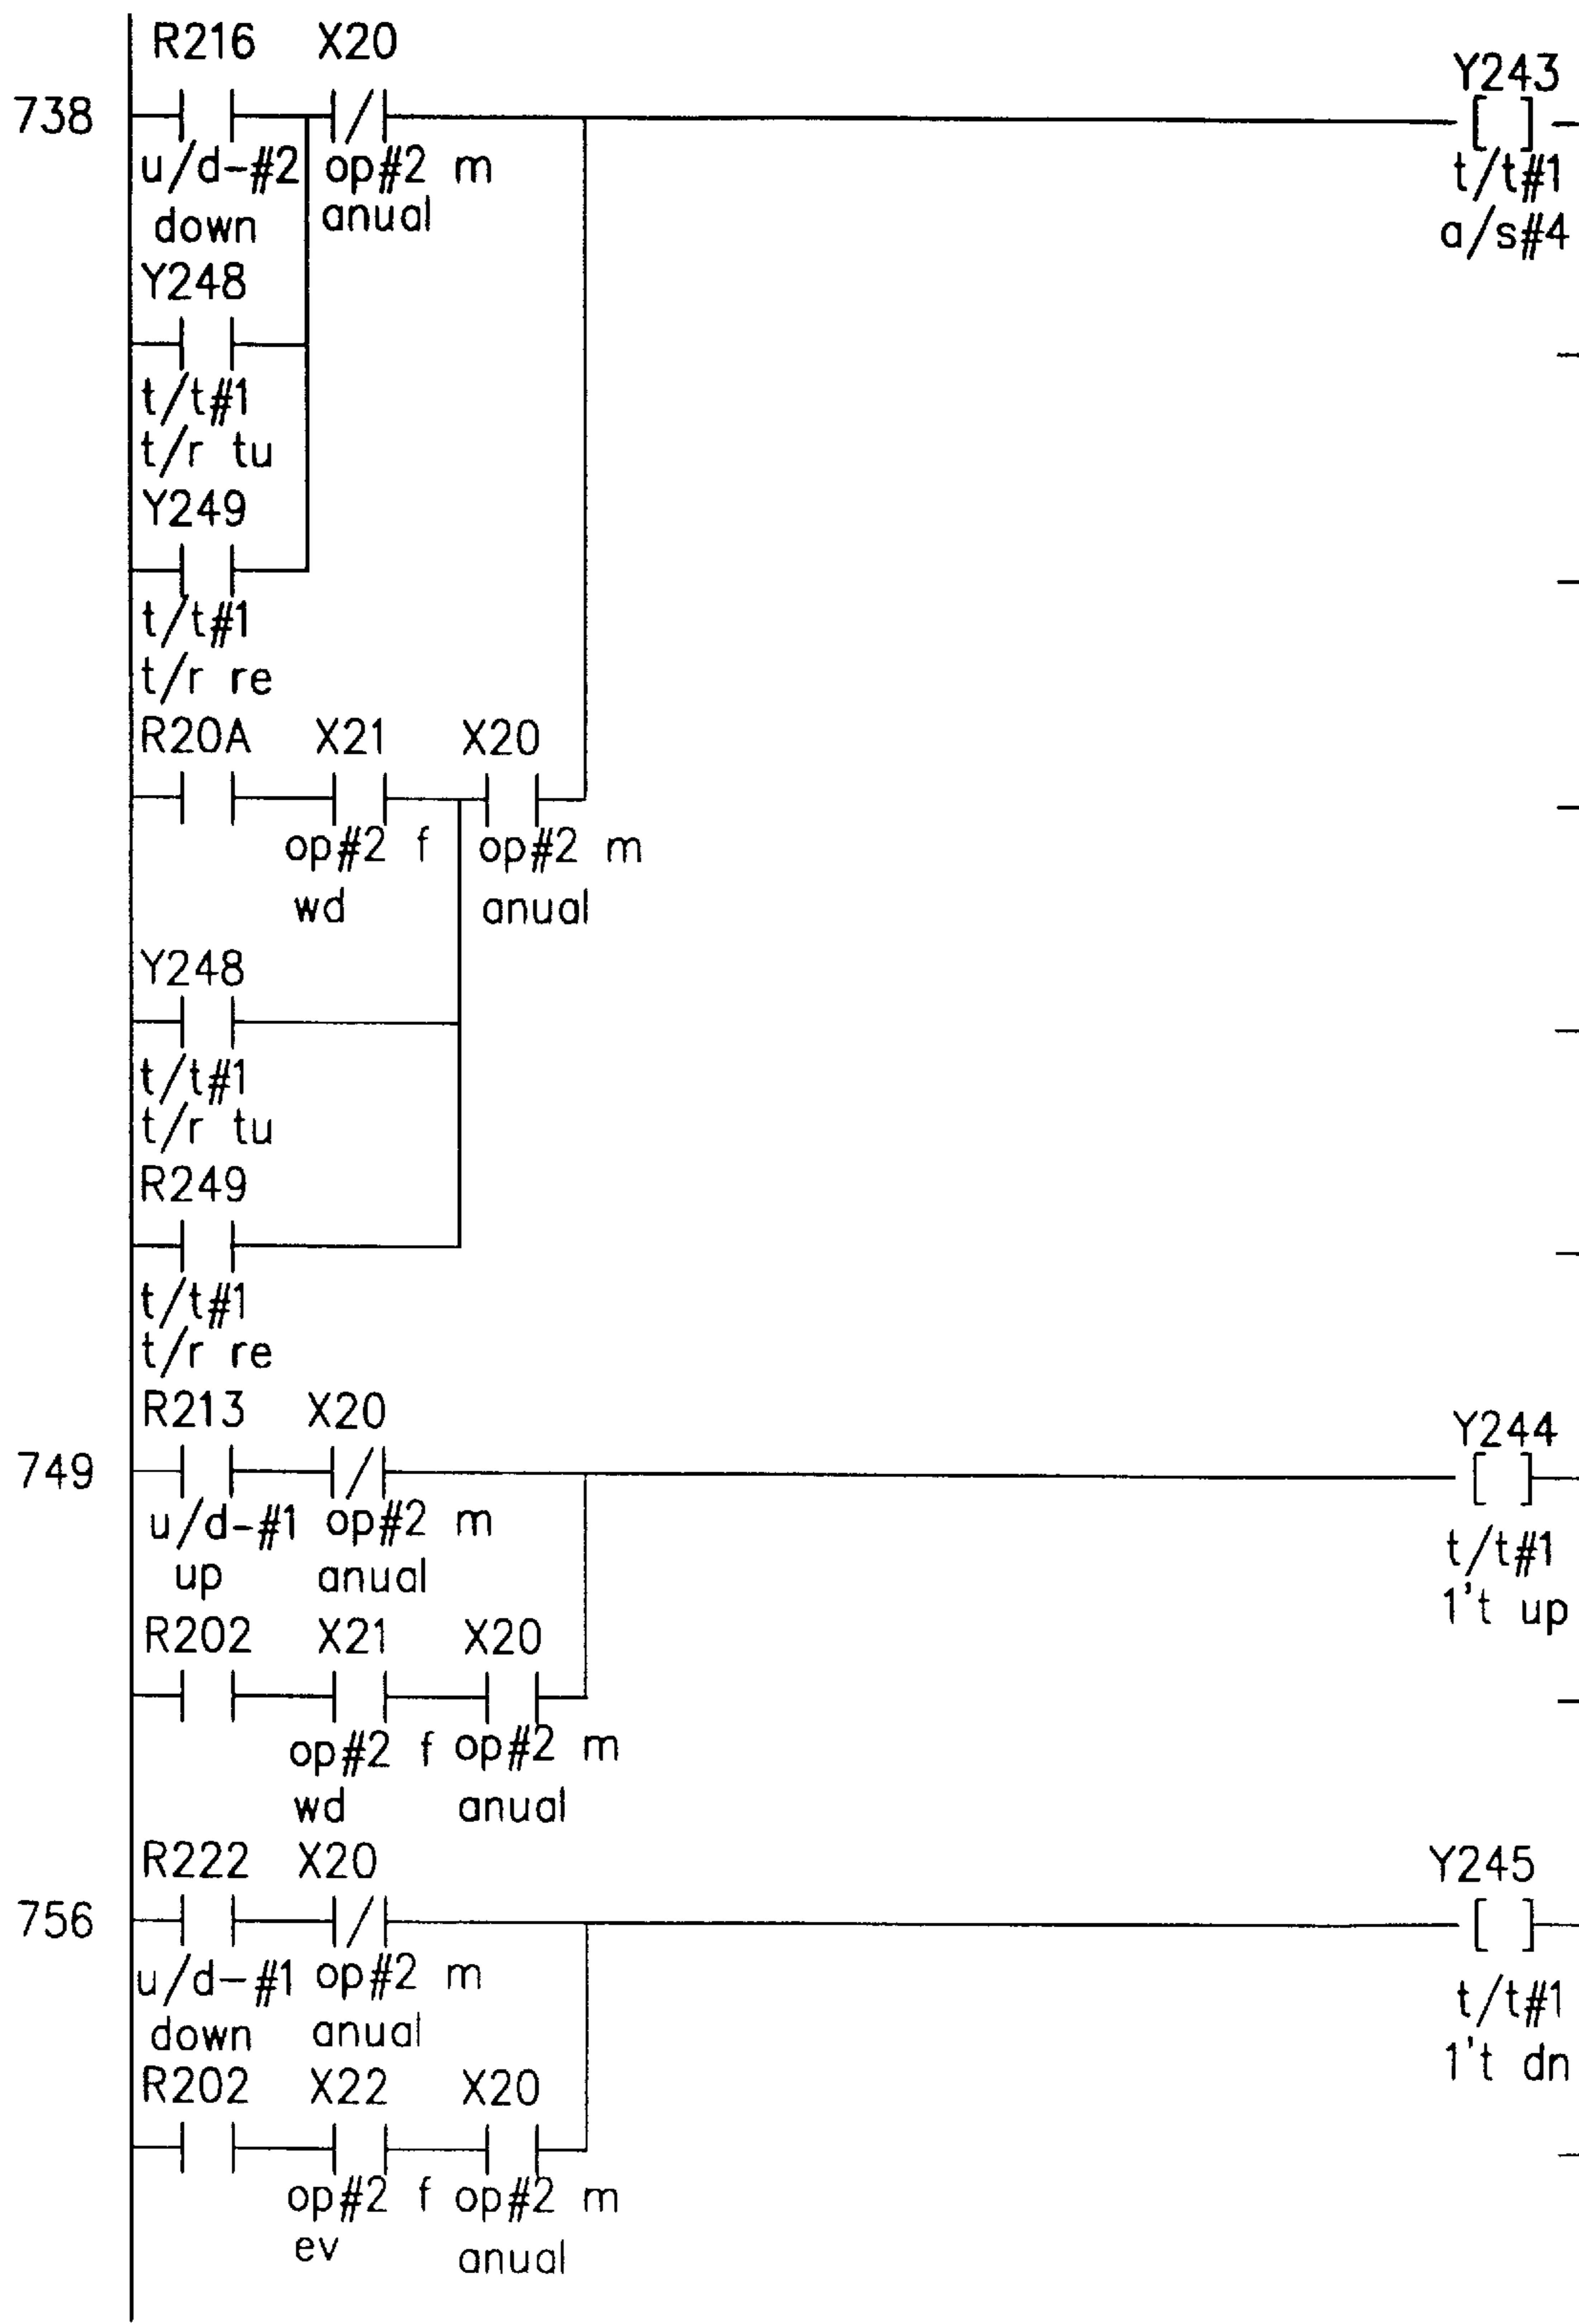 R216 X20
738
Y243
u/d-#2 op#2 m
down anual
t/t#1
a/s#4
Y248
t/t#1
t/r tu
Y249
t/t#1
t/r re
R20A X21 X20
op#2 f op#2 m
wd anual
Y248
t/t#1
t/r tu
R249
t/t#1
t/r re
R213 X20
749
Y244
u/d-#1 op#2 m
up anual
t/t#1
1't up
R202 X21 X20
op#2 f op#2 m
wd anual
R222 X20
756
Y245
u/d-#1 op#2 m
down anual
t/t#1
1't dn
R202 X22 X20
op#2 f op#2 m
ev anual